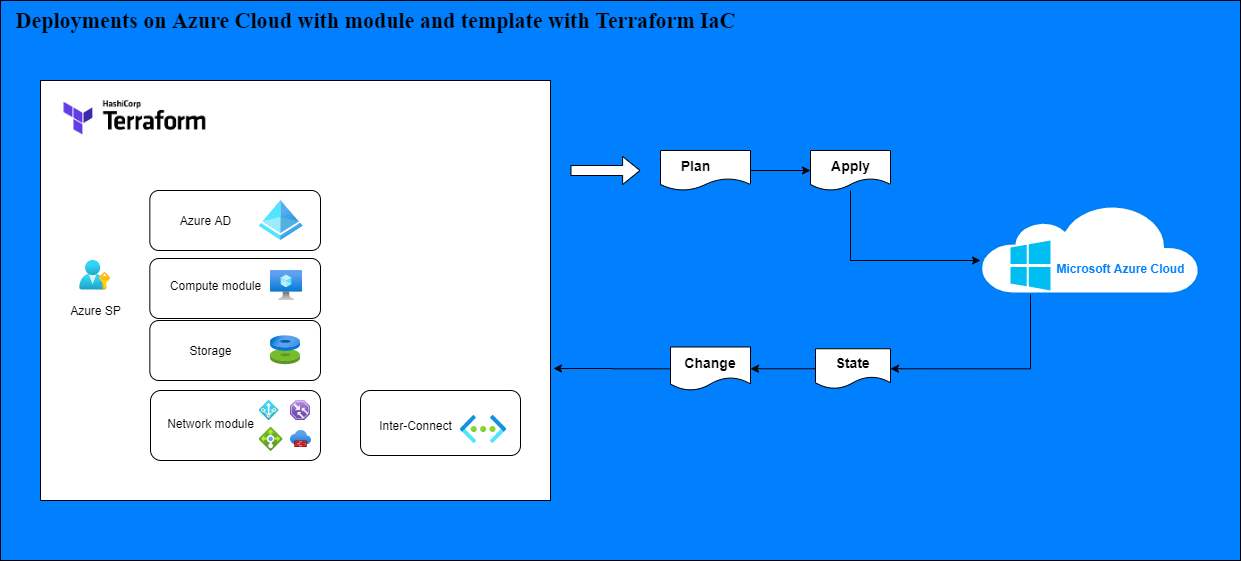 Deployments on Azure Cloud with module and template with Terraform IaC
HashiCorp
Terraform
Azure AD
Azure SP
Compute module
Storage
Network module
Inter-Connect
Plan
Apply
Microsoft Azure Cloud
Change
State